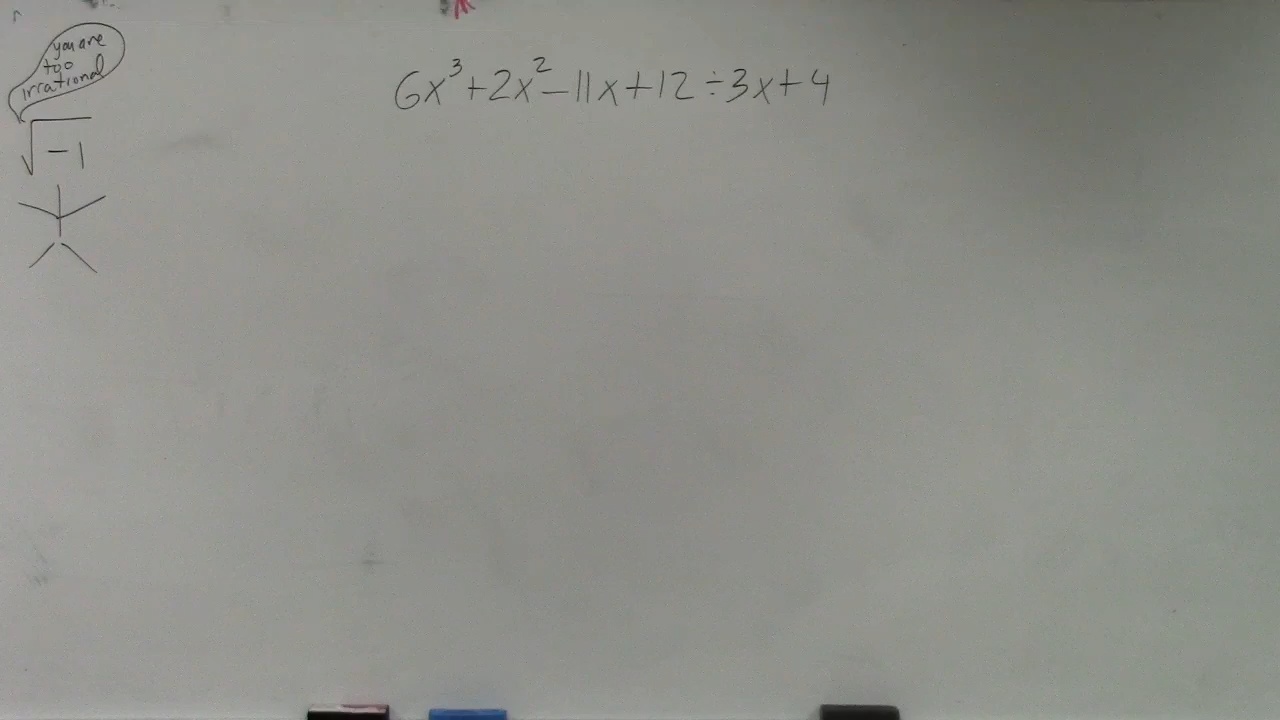 you are
too
irrational
√-1
6x³+2x²-11x+12÷3x+4